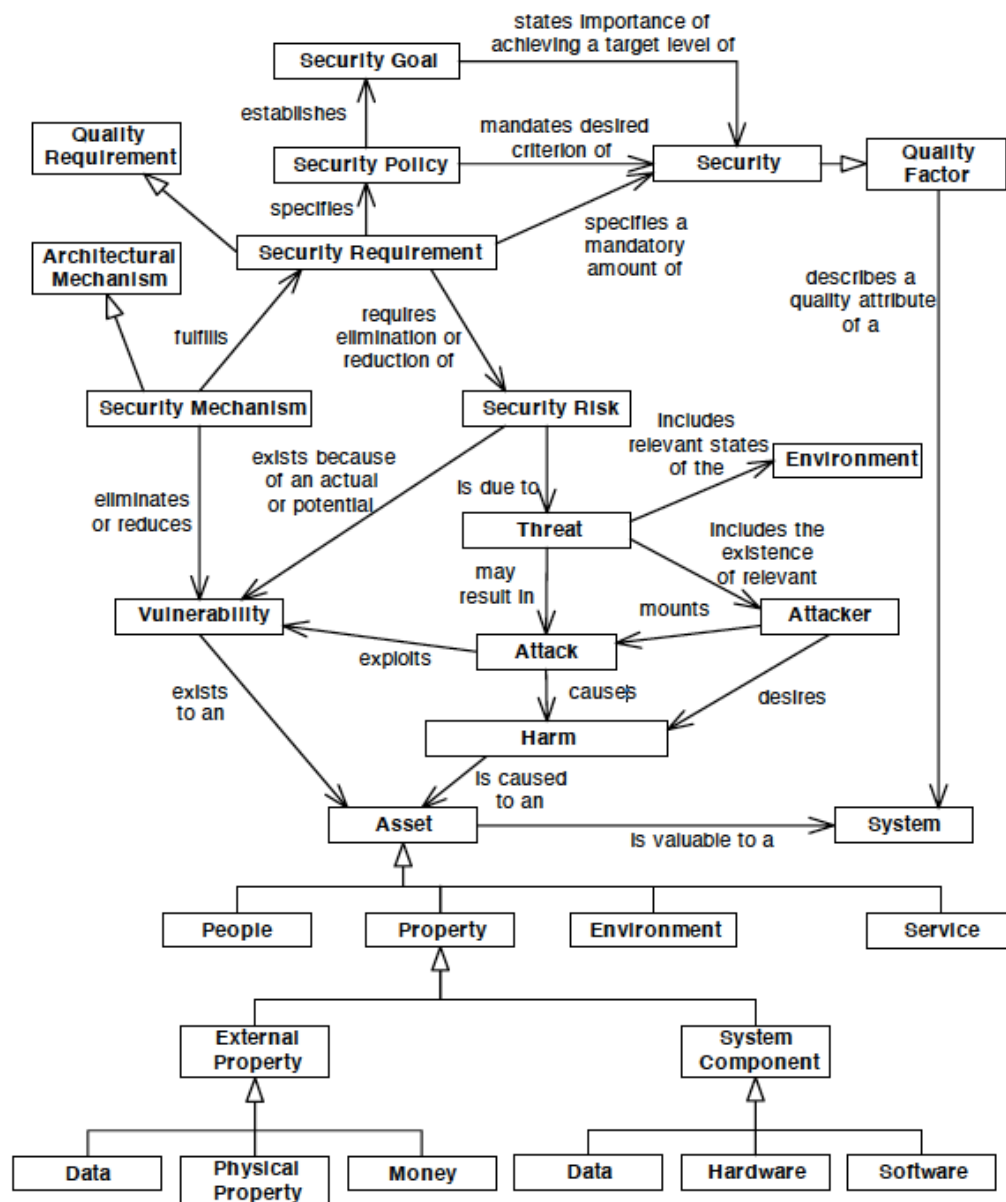 states importance of
achieving a target level of
Security Goal
establishes
mandates desired
criterion of
Quality
Requirement
Security Policy
Security
Quality
Factor
specifies
specifies a
mandatory
amount of
Security Requirement
Architectural
Mechanism
describes a
quality attribute
of a
fulfills
requires
elimination or
reduction of
Security Mechanism
Security Risk
includes
relevant states
of the
Environment
exists because
of an actual
or potential
is due to
eliminates
or reduces
Threat
includes the
existence
of relevant
may
result in
Vulnerability
mounts
Attacker
exploits
Attack
causes
desires
exists
to an
Harm
is caused
to an
Asset
is valuable to a
System
People
Property
Environment
Service
External
Property
System
Component
Data
Physical
Property
Money
Data
Hardware
Software